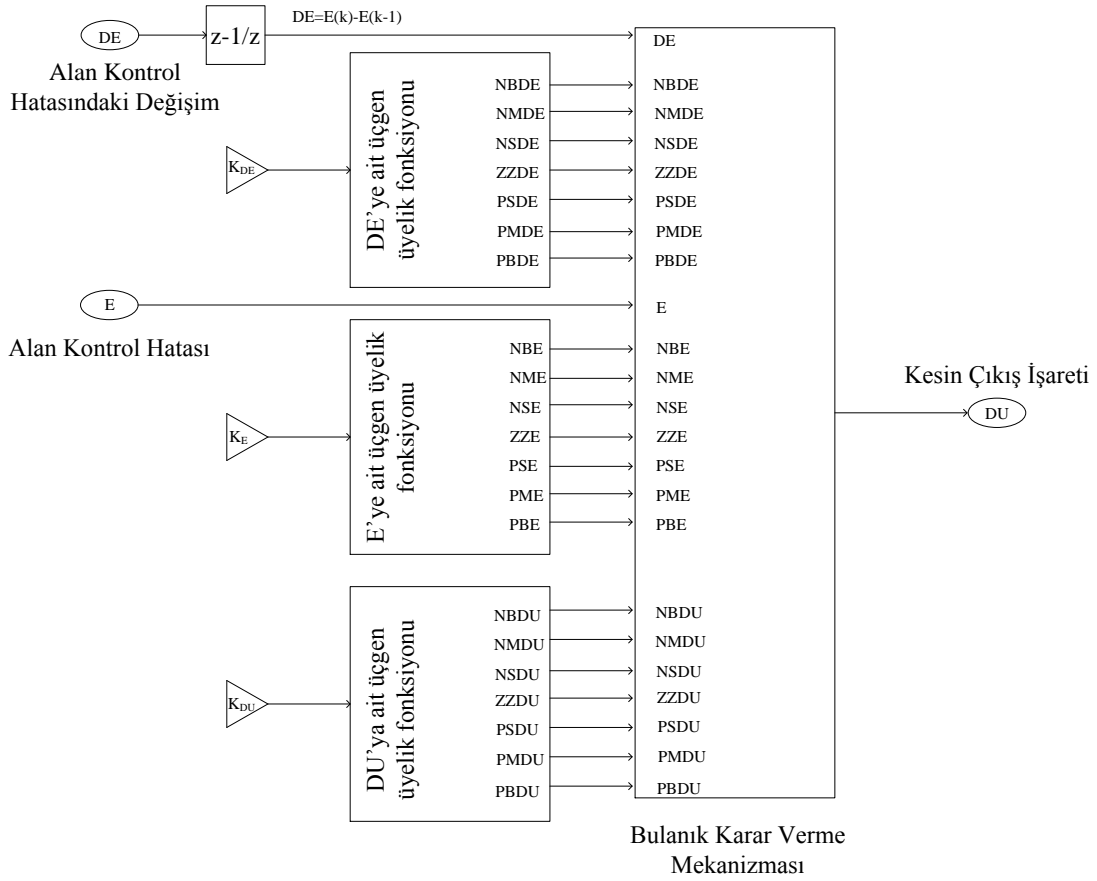 DE=E(k)-E(k-1)
DE
z-1/z
DE
Alan Kontrol
Hatasındaki Değişim
K_DE
DE'ye ait üçgen
üyelik fonksiyonu
NBDE
NMDE
NSDE
ZZDE
PSDE
PMDE
PBDE
NBDE
NMDE
NSDE
ZZDE
PSDE
PMDE
PBDE
E
E
Alan Kontrol Hatası
K_E
E'ye ait üçgen üyelik
fonksiyonu
NBE
NME
NSE
ZZE
PSE
PME
PBE
NBE
NME
NSE
ZZE
PSE
PME
PBE
Kesin Çıkış İşareti
DU
K_DU
DU'ya ait üçgen
üyelik fonksiyonu
NBDU
NMDU
NSDU
ZZDU
PSDU
PMDU
PBDU
NBDU
NMDU
NSDU
ZZDU
PSDU
PMDU
PBDU
Bulanık Karar Verme
Mekanizması